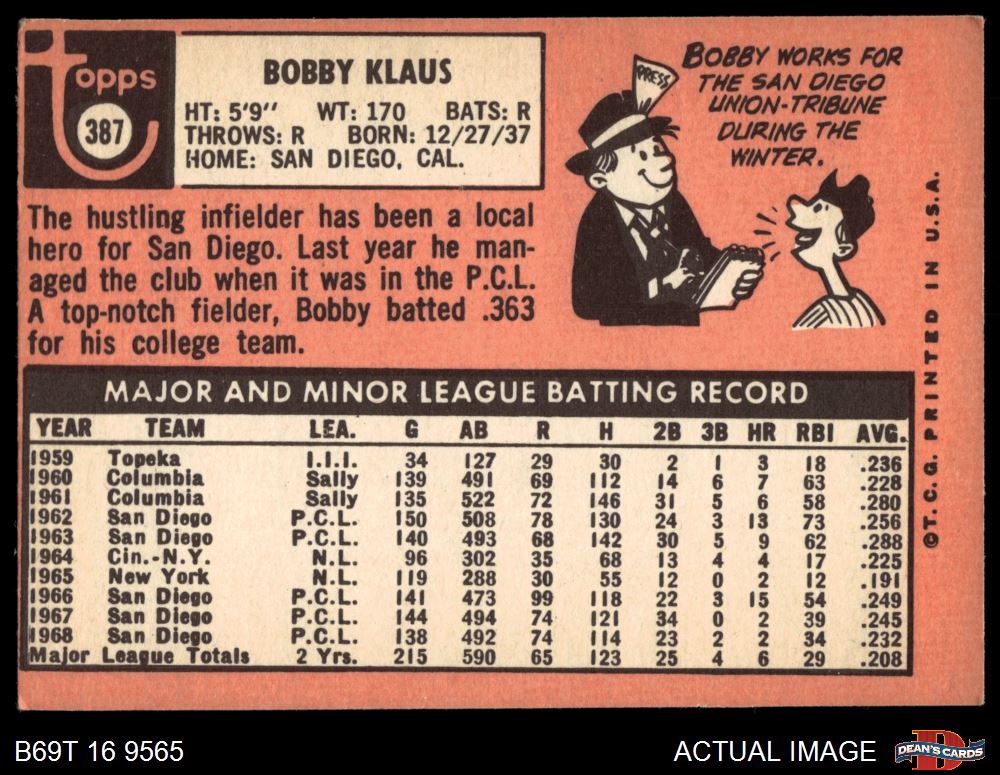 topps
387
BOBBY KLAUS
HT: 5'9" WT: 170 BATS: R
THROWS: R BORN: 12/27/37
HOME: SAN DIEGO, CAL.
PRESS
BOBBY WORKS FOR
THE SAN DIEGO
UNION-TRIBUNE
DURING THE
WINTER.
The hustling infielder has been a local
hero for San Diego. Last year he man-
aged the club when it was in the P.C.L.
A top-notch fielder, Bobby batted .363
for his college team.
MAJOR AND MINOR LEAGUE BATTING RECORD
YEAR TEAM LEA. G AB R H 2B 3B HR RBI AVG.
1959 Topeka I.I.I. 34 127 29 30 2 1 3 18 .236
1960 Columbia Sally 139 491 69 112 14 6 7 63 .228
1961 Columbia Sally 135 522 72 146 31 5 6 58 .280
1962 San Diego P.C.L. 150 508 78 130 24 3 13 73 .256
1963 San Diego P.C.L. 140 493 68 142 30 5 9 62 .288
1964 Cin.-N.Y. N.L. 96 302 35 68 13 4 4 17 .225
1965 New York N.L. 119 288 30 55 12 0 2 12 .191
1966 San Diego P.C.L. 141 473 99 118 22 3 15 54 .249
1967 San Diego P.C.L. 144 494 74 121 34 0 2 39 .245
1968 San Diego P.C.L. 138 492 74 114 23 2 2 34 .232
Major League Totals 2 Yrs. 215 590 65 123 25 4 6 29 .208
©T.C.G. PRINTED IN U.S.A.
B69T 16 9565
ACTUAL IMAGE
DEAN'S CARDS